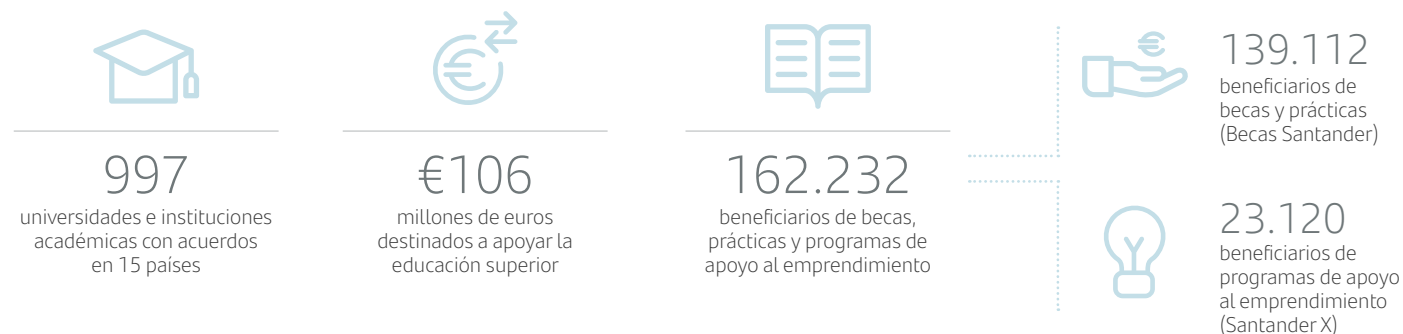 997
universidades e instituciones
académicas con acuerdos
en 15 países
€106
millones de euros
destinados a apoyar la
educación superior
162.232
beneficiarios de becas,
prácticas y programas de
apoyo al emprendimiento
139.112
beneficiarios de
becas y prácticas
(Becas Santander)
23.120
beneficiarios de
programas de apoyo
al emprendimiento
(Santander X)